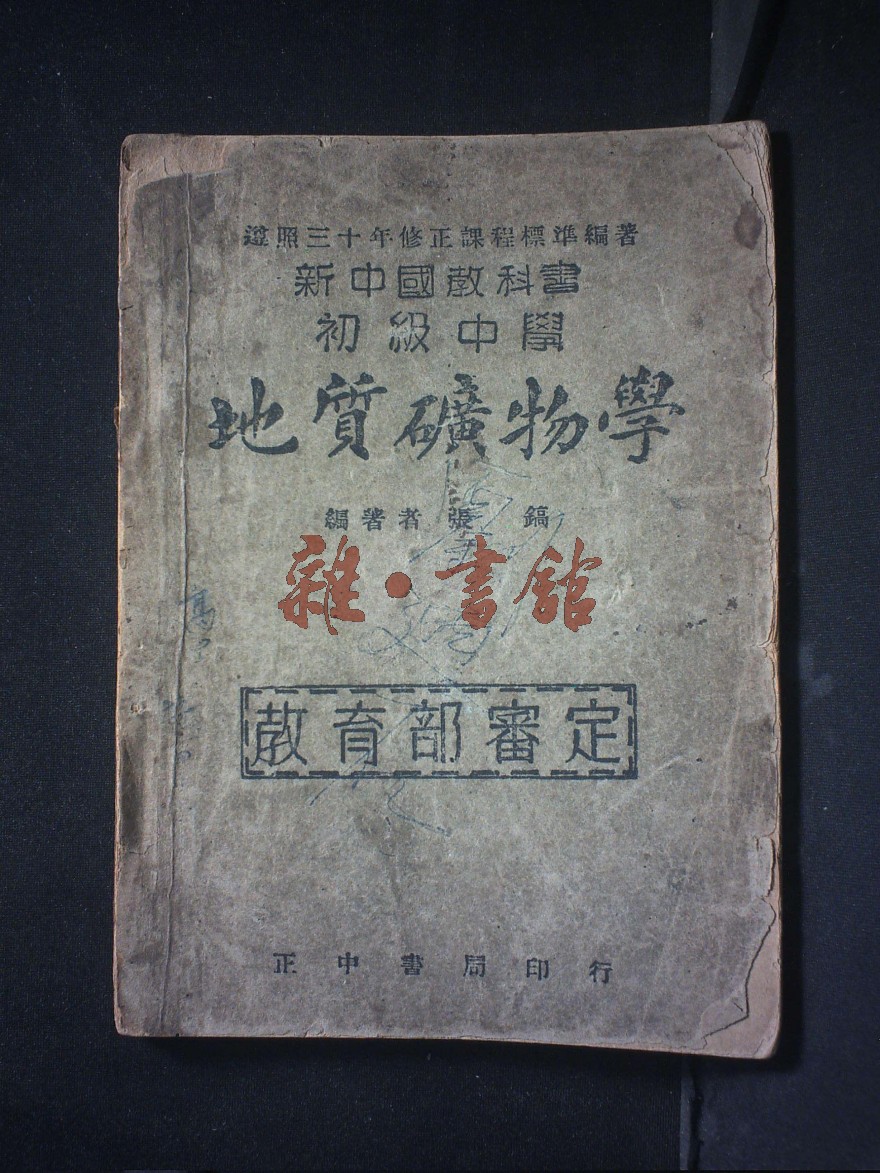 遵照三十年修正課程標準編著
新中國教科書
初級中學
地質礦物學
編著者 張 鎬
雜·書館
教育部審定
正中書局印行